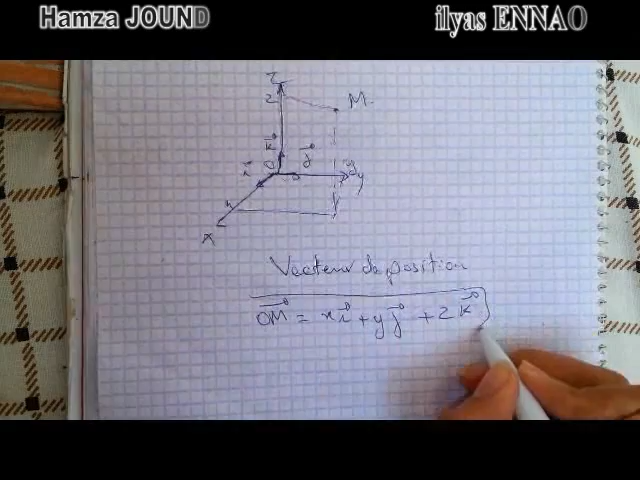 Hamza JOUND
ilyas ENNAO
Z
z
M
k
i
O
j
y
y
x
X
Vecteur de position
OM = xi + yj + zk